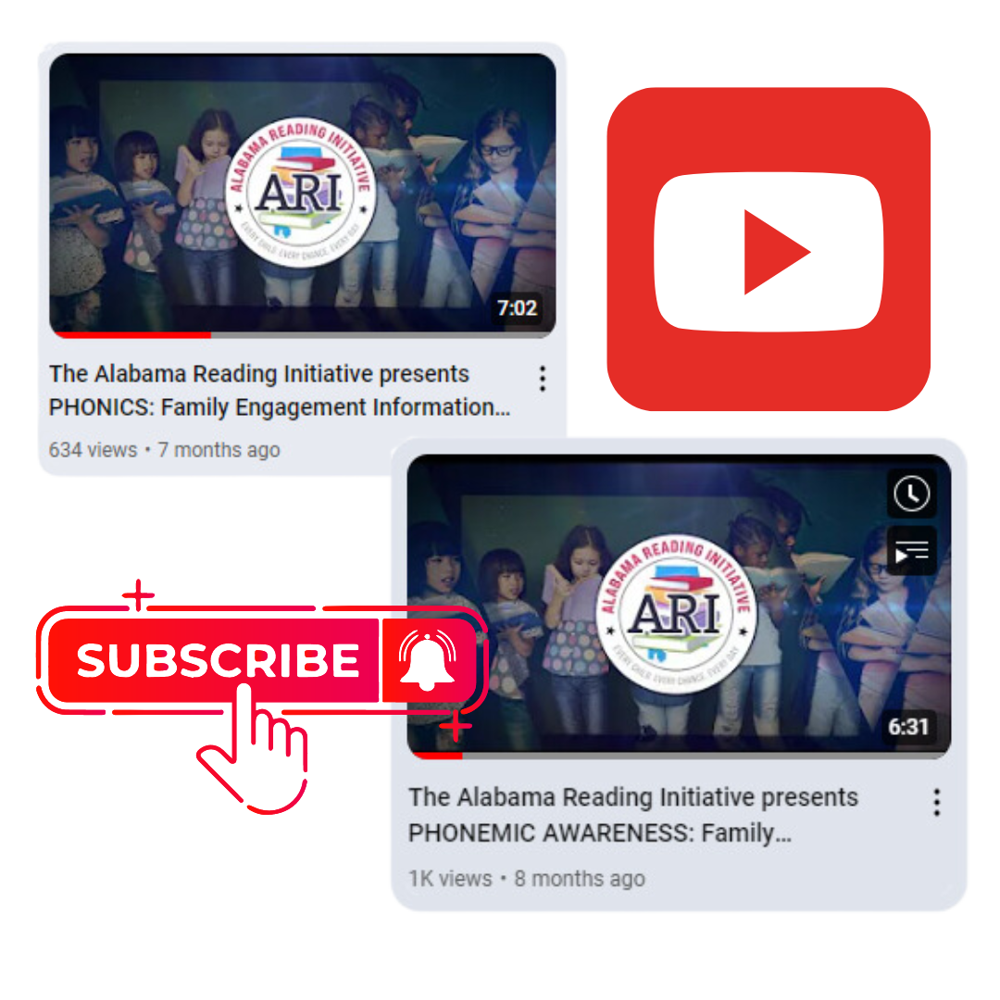 ALABAMA READING INITIATIVE
ARI
EVERY CHILD. EVERY CHANCE. EVERY DAY
7:02
The Alabama Reading Initiative presents
PHONICS: Family Engagement Information...
634 views • 7 months ago
ALABAMA READING INITIATIVE
ARI
EVERY CHILD. EVERY CHANCE. EVERY DAY
6:31
SUBSCRIBE
The Alabama Reading Initiative presents
PHONEMIC AWARENESS: Family...
1K views • 8 months ago